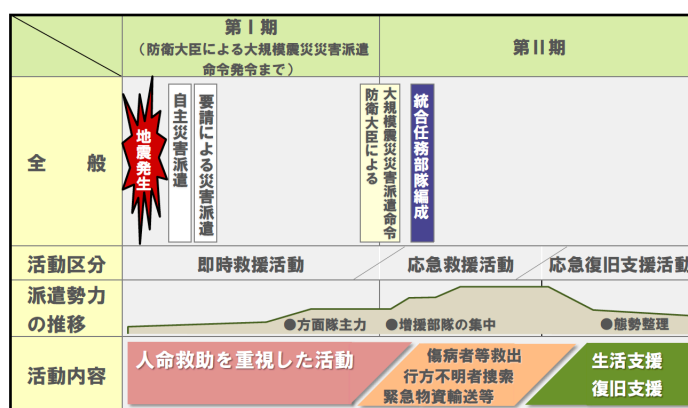 第Ⅰ期
(防衛大臣による大規模震災災害派遣
命令発令まで)
第Ⅱ期
全 般
地震発生
自主災害派遣
要請による災害派遣
大規模震災災害派遣命令
防衛大臣による
統合任務部隊編成
活動区分
即時救援活動
応急救援活動
応急復旧支援活動
派遣勢力
の推移
●方面隊主力
●増援部隊の集中
●態勢整理
活動内容
人命救助を重視した活動
傷病者等救出
行方不明者捜索
緊急物資輸送等
生活支援
復旧支援